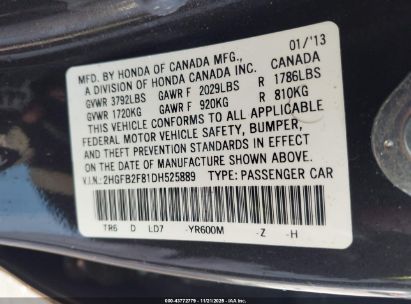 MFD. BY HONDA OF CANADA MFG., 01/'13
A DIVISION OF HONDA CANADA INC. CANADA
GVWR 3792LBS GAWR F 2029LBS R 1786LBS
GVWR 1720KG GAWR F 920KG R 810KG
THIS VEHICLE CONFORMS TO ALL APPLICABLE
FEDERAL MOTOR VEHICLE SAFETY, BUMPER,
AND THEFT PREVENTION STANDARDS IN EFFECT ON
THE DATE OF MANUFACTURE SHOWN ABOVE.
V.I.N.: 2HGFB2F81DH525889 TYPE: PASSENGER CAR
TR6 D LD7 -YR600M -Z -H